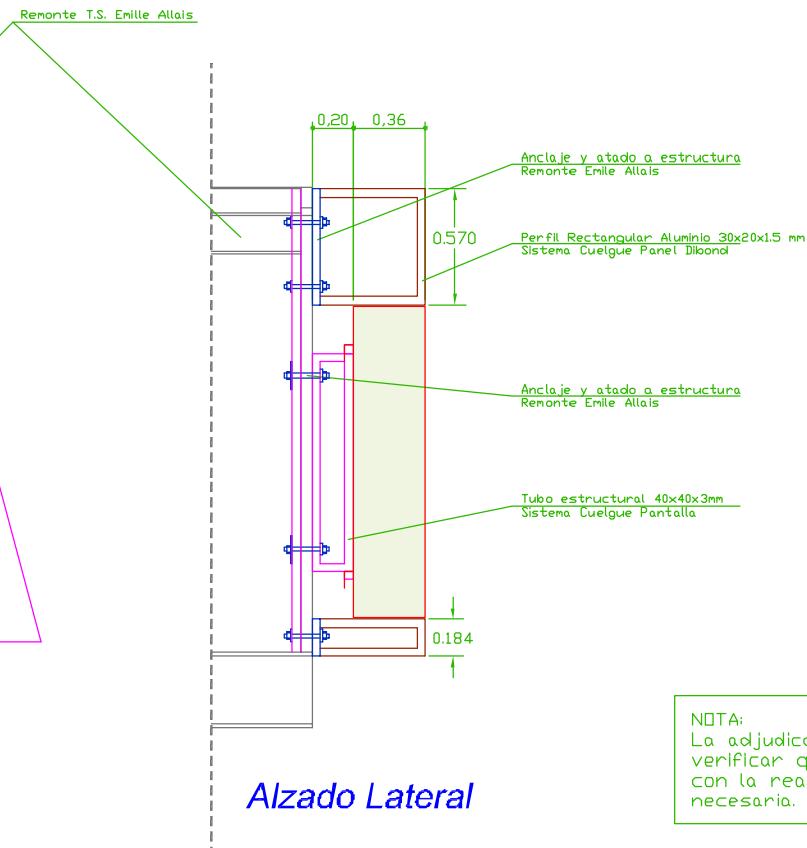 Remonte T.S. Emille Allais
0,20
0,36
Anclaje y atado a estructura
Remonte Emile Allais
0.570
Perfil Rectangular Aluminio 30x20x1.5 mm
Sistema Cuelgue Panel Dibond
Anclaje y atado a estructura
Remonte Emile Allais
Tubo estructural 40x40x3mm
Sistema Cuelgue Pantalla
0.184
NOTA:
La
verificar
con la
necesaria.
Alzado Lateral